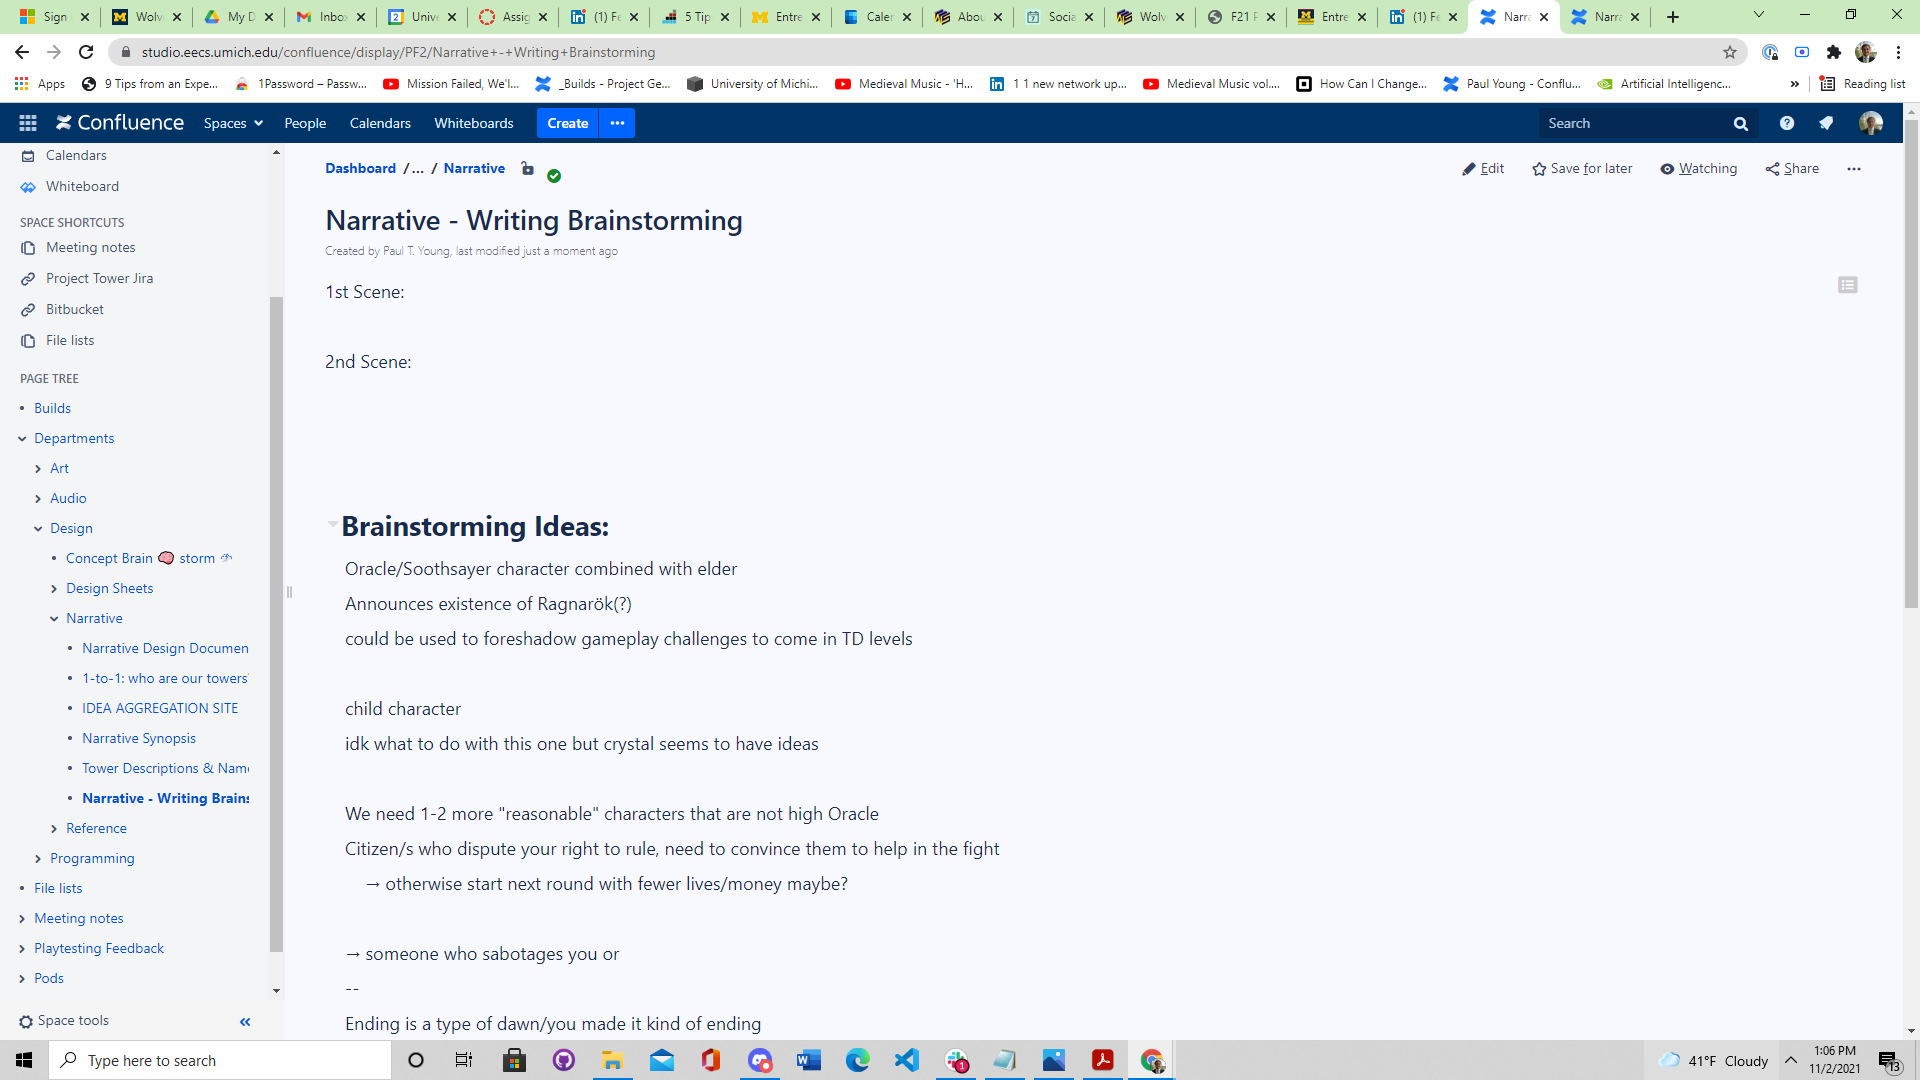 Sign
Wolv
My D
Inbox
Unive
Assig
(1) Fe
5 Tip
Entre
Caler
Abou
Socia
Wolv
F21 P
Entre
(1) Fe
Narra
Narra
studio.eecs.umich.edu/confluence/display/PF2/Narrative+-+Writing+Brainstorming
Apps
9 Tips from an Expe...
1Password – Passw...
Mission Failed, We'l...
_Builds - Project Ge...
University of Michi...
Medieval Music - 'H...
1 1 new network up...
Medieval Music vol....
How Can I Change...
Paul Young - Conflu...
Artificial Intelligenc...
»
Reading list
Confluence
Spaces
People
Calendars
Whiteboards
Create
Search
Calendars
Whiteboard
SPACE SHORTCUTS
Meeting notes
Project Tower Jira
Bitbucket
File lists
PAGE TREE
Builds
Departments
Art
Audio
Design
Concept Brain 🧠 storm ⛈
Design Sheets
Narrative
Narrative Design Documen
1-to-1: who are our towers'
IDEA AGGREGATION SITE
Narrative Synopsis
Tower Descriptions & Name
Narrative - Writing Brains
Reference
Programming
File lists
Meeting notes
Playtesting Feedback
Pods
Space tools
Dashboard /... / Narrative
Edit
Save for later
Watching
Share
Narrative - Writing Brainstorming
Created by Paul T. Young, last modified just a moment ago
1st Scene:
2nd Scene:
Brainstorming Ideas:
Oracle/Soothsayer character combined with elder
Announces existence of Ragnarök(?)
could be used to foreshadow gameplay challenges to come in TD levels
child character
idk what to do with this one but crystal seems to have ideas
We need 1-2 more "reasonable" characters that are not high Oracle
Citizen/s who dispute your right to rule, need to convince them to help in the fight
→ otherwise start next round with fewer lives/money maybe?
→ someone who sabotages you or
--
Ending is a type of dawn/you made it kind of ending
Type here to search
41°F Cloudy
1:06 PM
11/2/2021
13